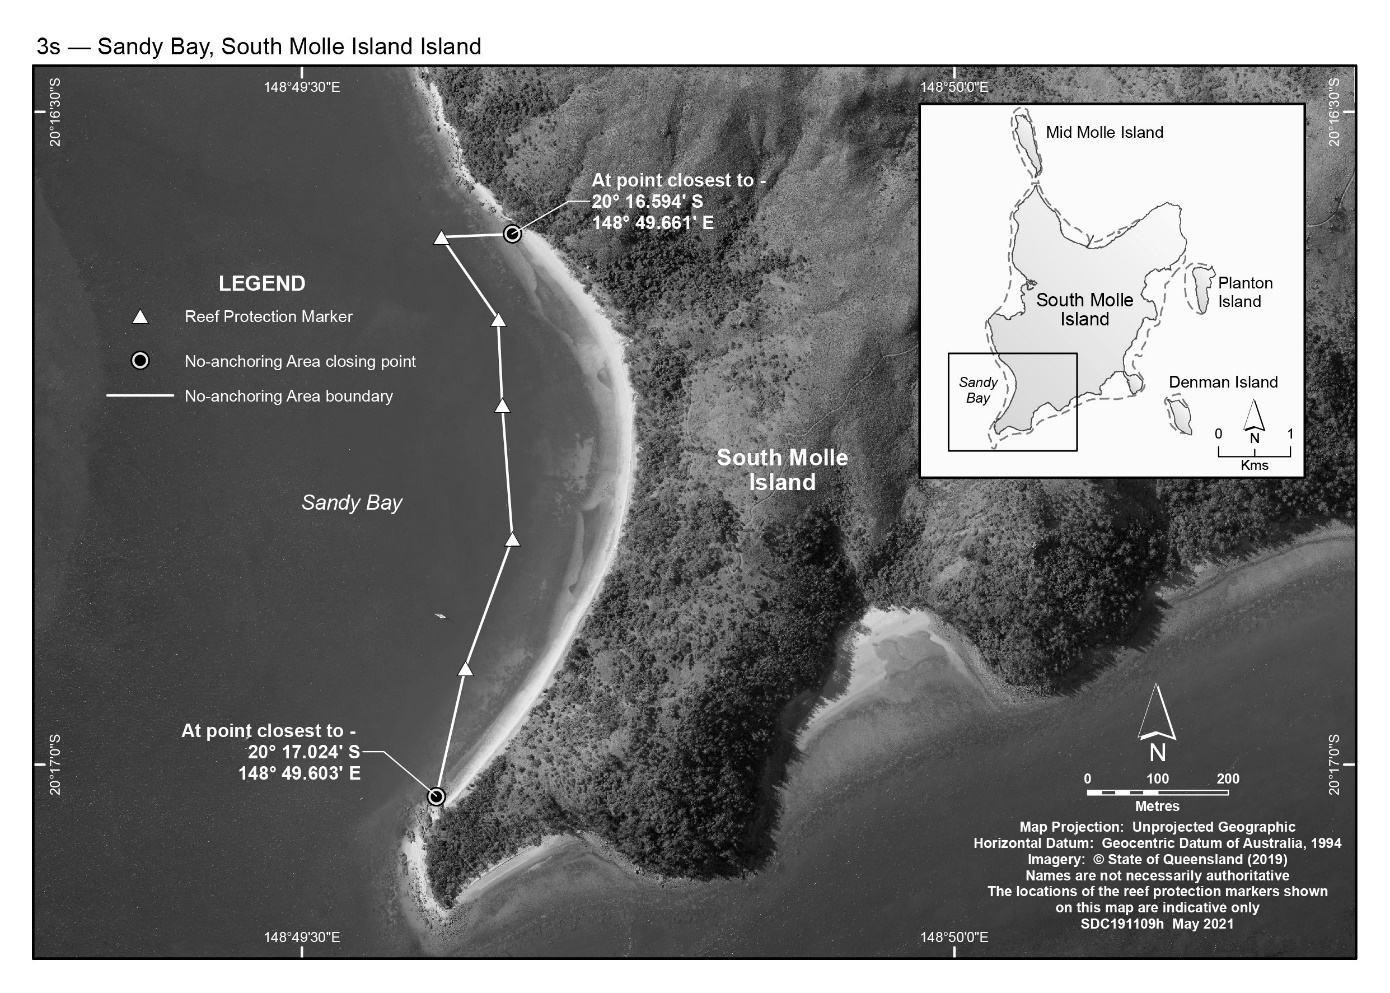 3s — Sandy Bay, South Molle Island Island
148°49'30"E
148°50'0"E
20°16'30"S
20°16'30"S
Mid Molle Island
At point closest to -
20° 16.594' S
148° 49.661' E
LEGEND
Reef Protection Marker
No-anchoring Area closing point
No-anchoring Area boundary
South Molle
Island
Planton
Island
Sandy
Bay
Denman Island
0 1
N
Kms
South Molle
Island
Sandy Bay
At point closest to -
20° 17.024' S
148° 49.603' E
20°17'0"S
20°17'0"S
N
0 100 200
Metres
Map Projection: Unprojected Geographic
Horizontal Datum: Geocentric Datum of Australia, 1994
Imagery: © State of Queensland (2019)
Names are not necessarily authoritative
The locations of the reef protection markers shown
on this map are indicative only
SDC191109h May 2021
148°49'30"E
148°50'0"E